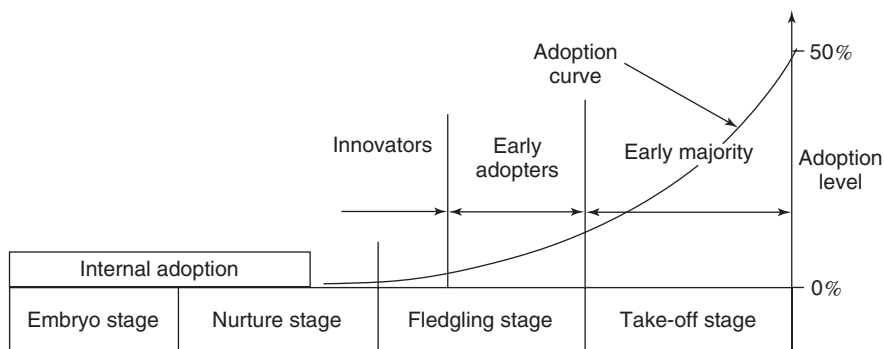 Adoption
curve
50%
Innovators
Early
adopters
Early majority
Adoption
level
Internal adoption
0%
Embryo stage
Nurture stage
Fledgling stage
Take-off stage